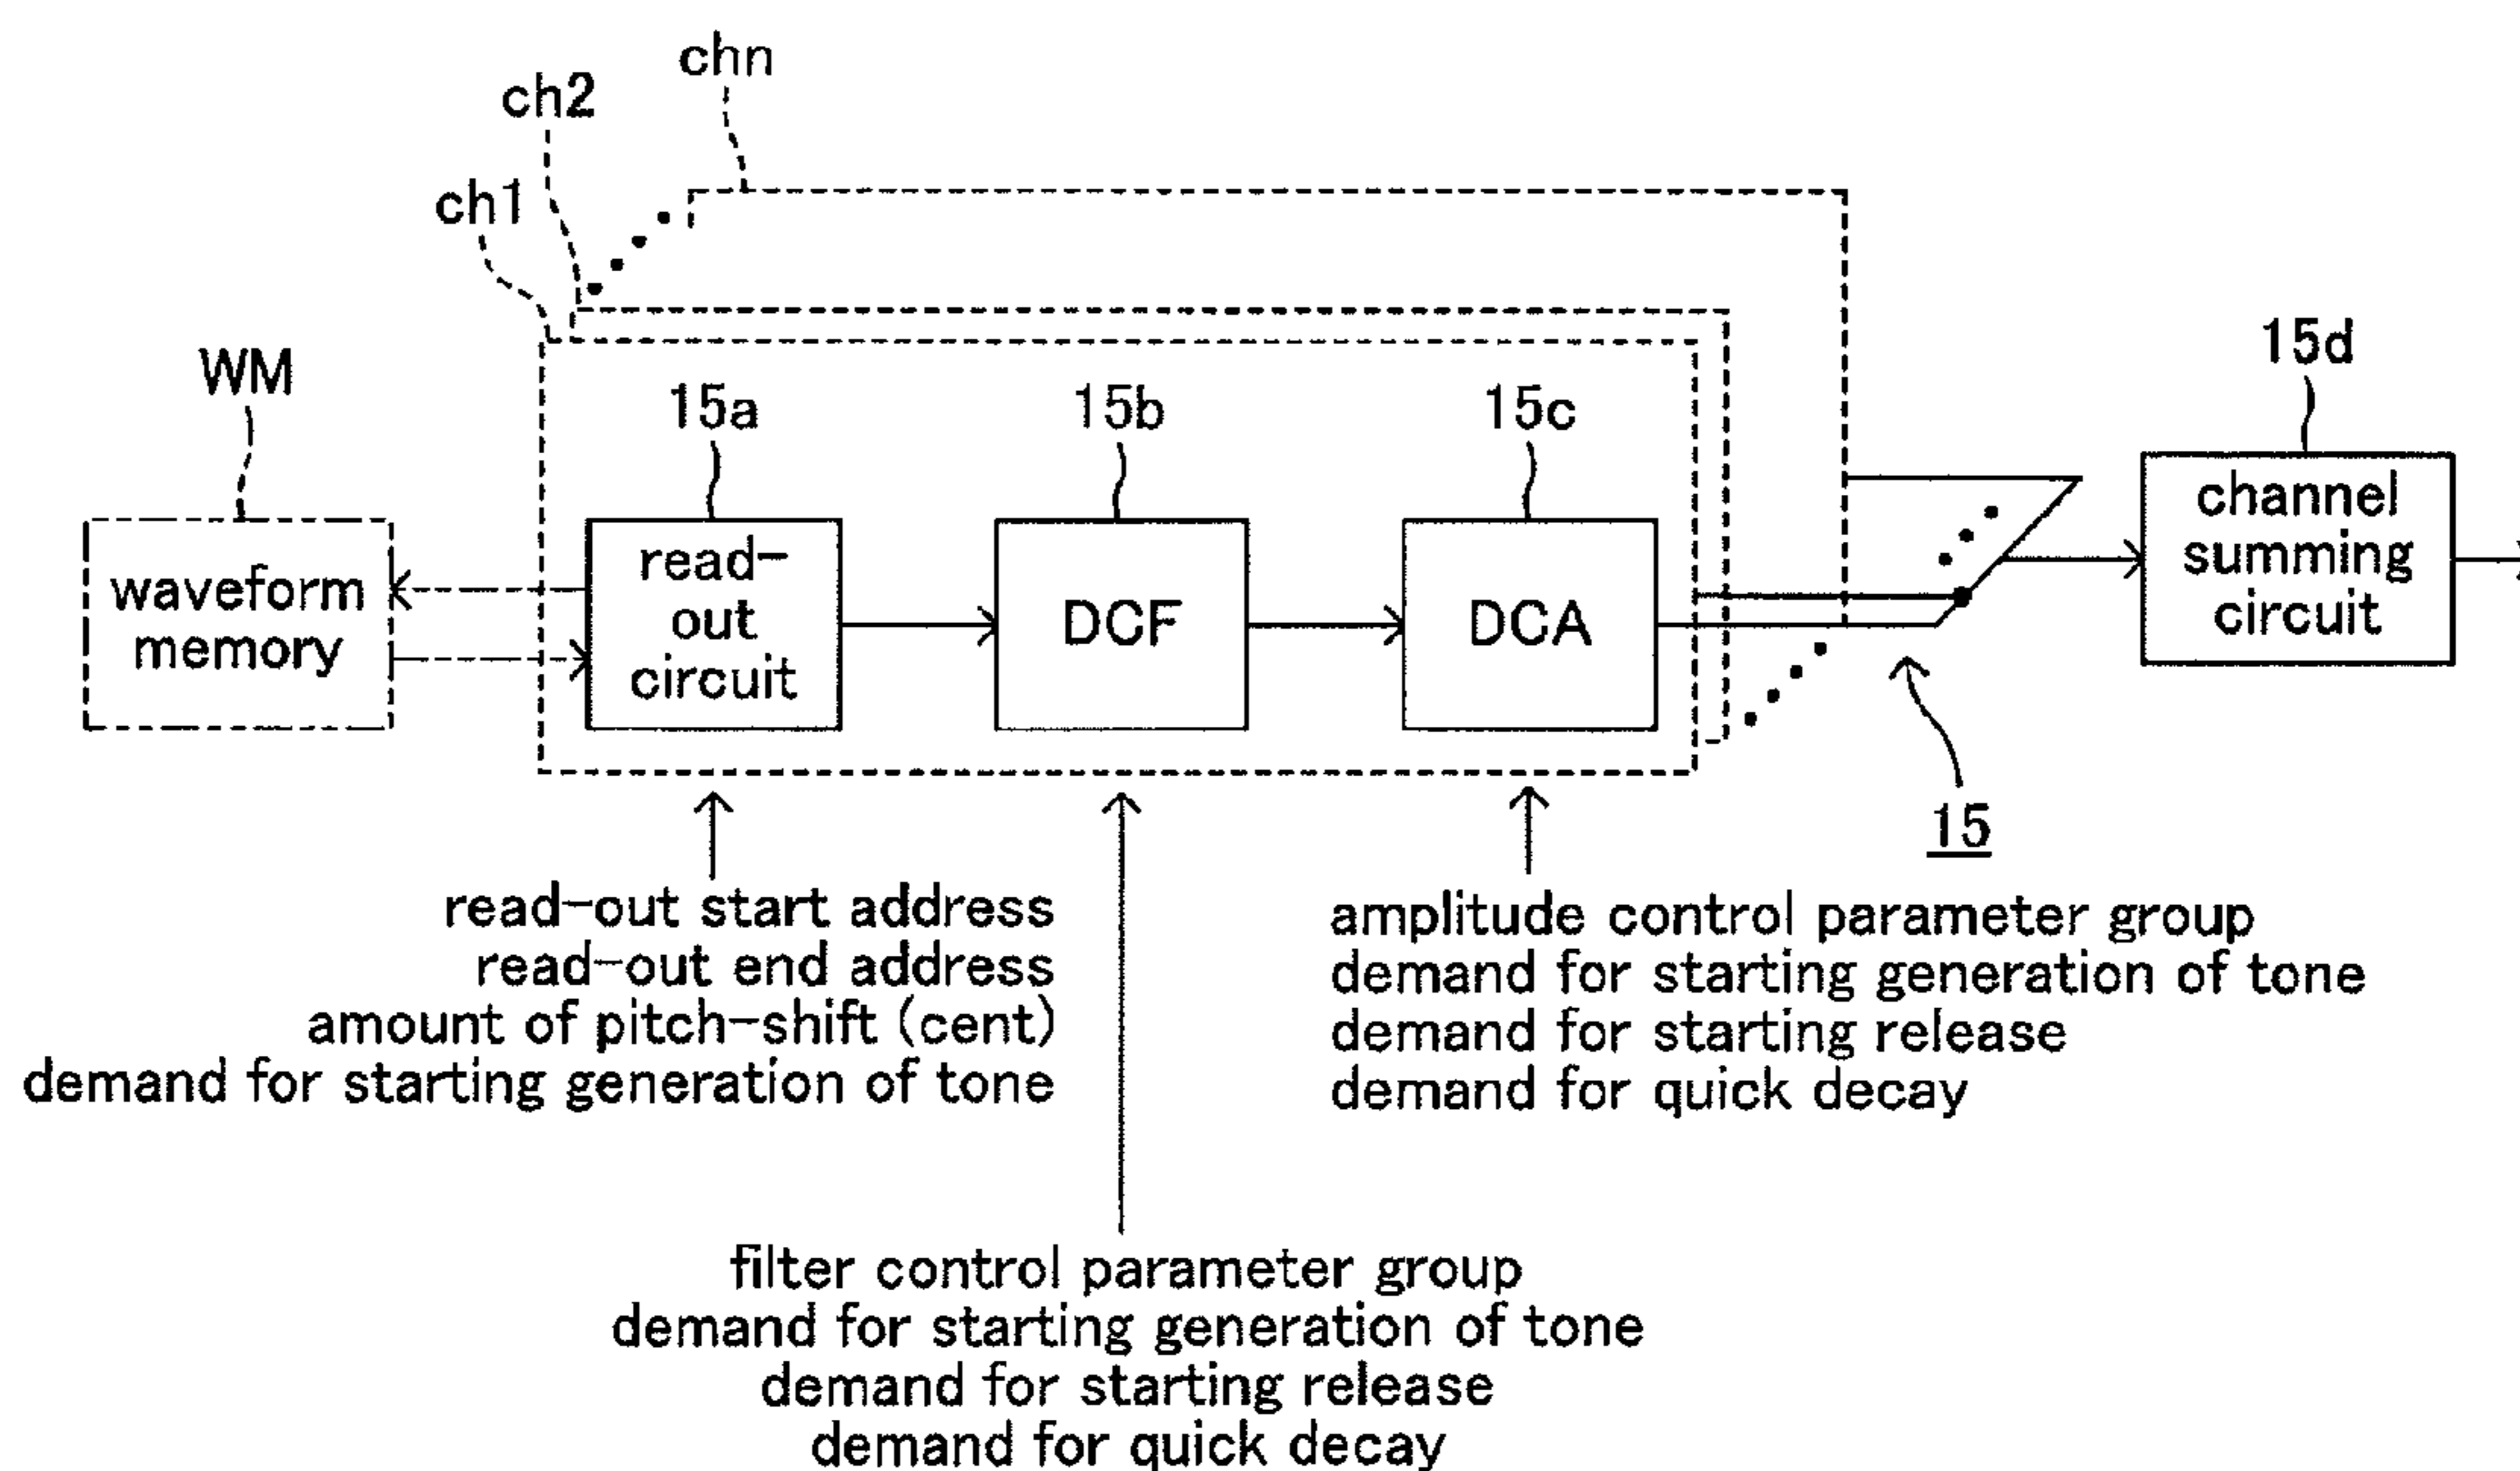 chn
ch2
ch1
WM
15a
15b
15c
15d
waveform
memory
read-
out
circuit
DCF
DCA
channel
summing
circuit
15
read-out start address
read-out end address
amount of pitch-shift (cent)
demand for starting generation of tone
amplitude control parameter group
demand for starting generation of tone
demand for starting release
demand for quick decay
filter control parameter group
demand for starting generation of tone
demand for starting release
demand for quick decay